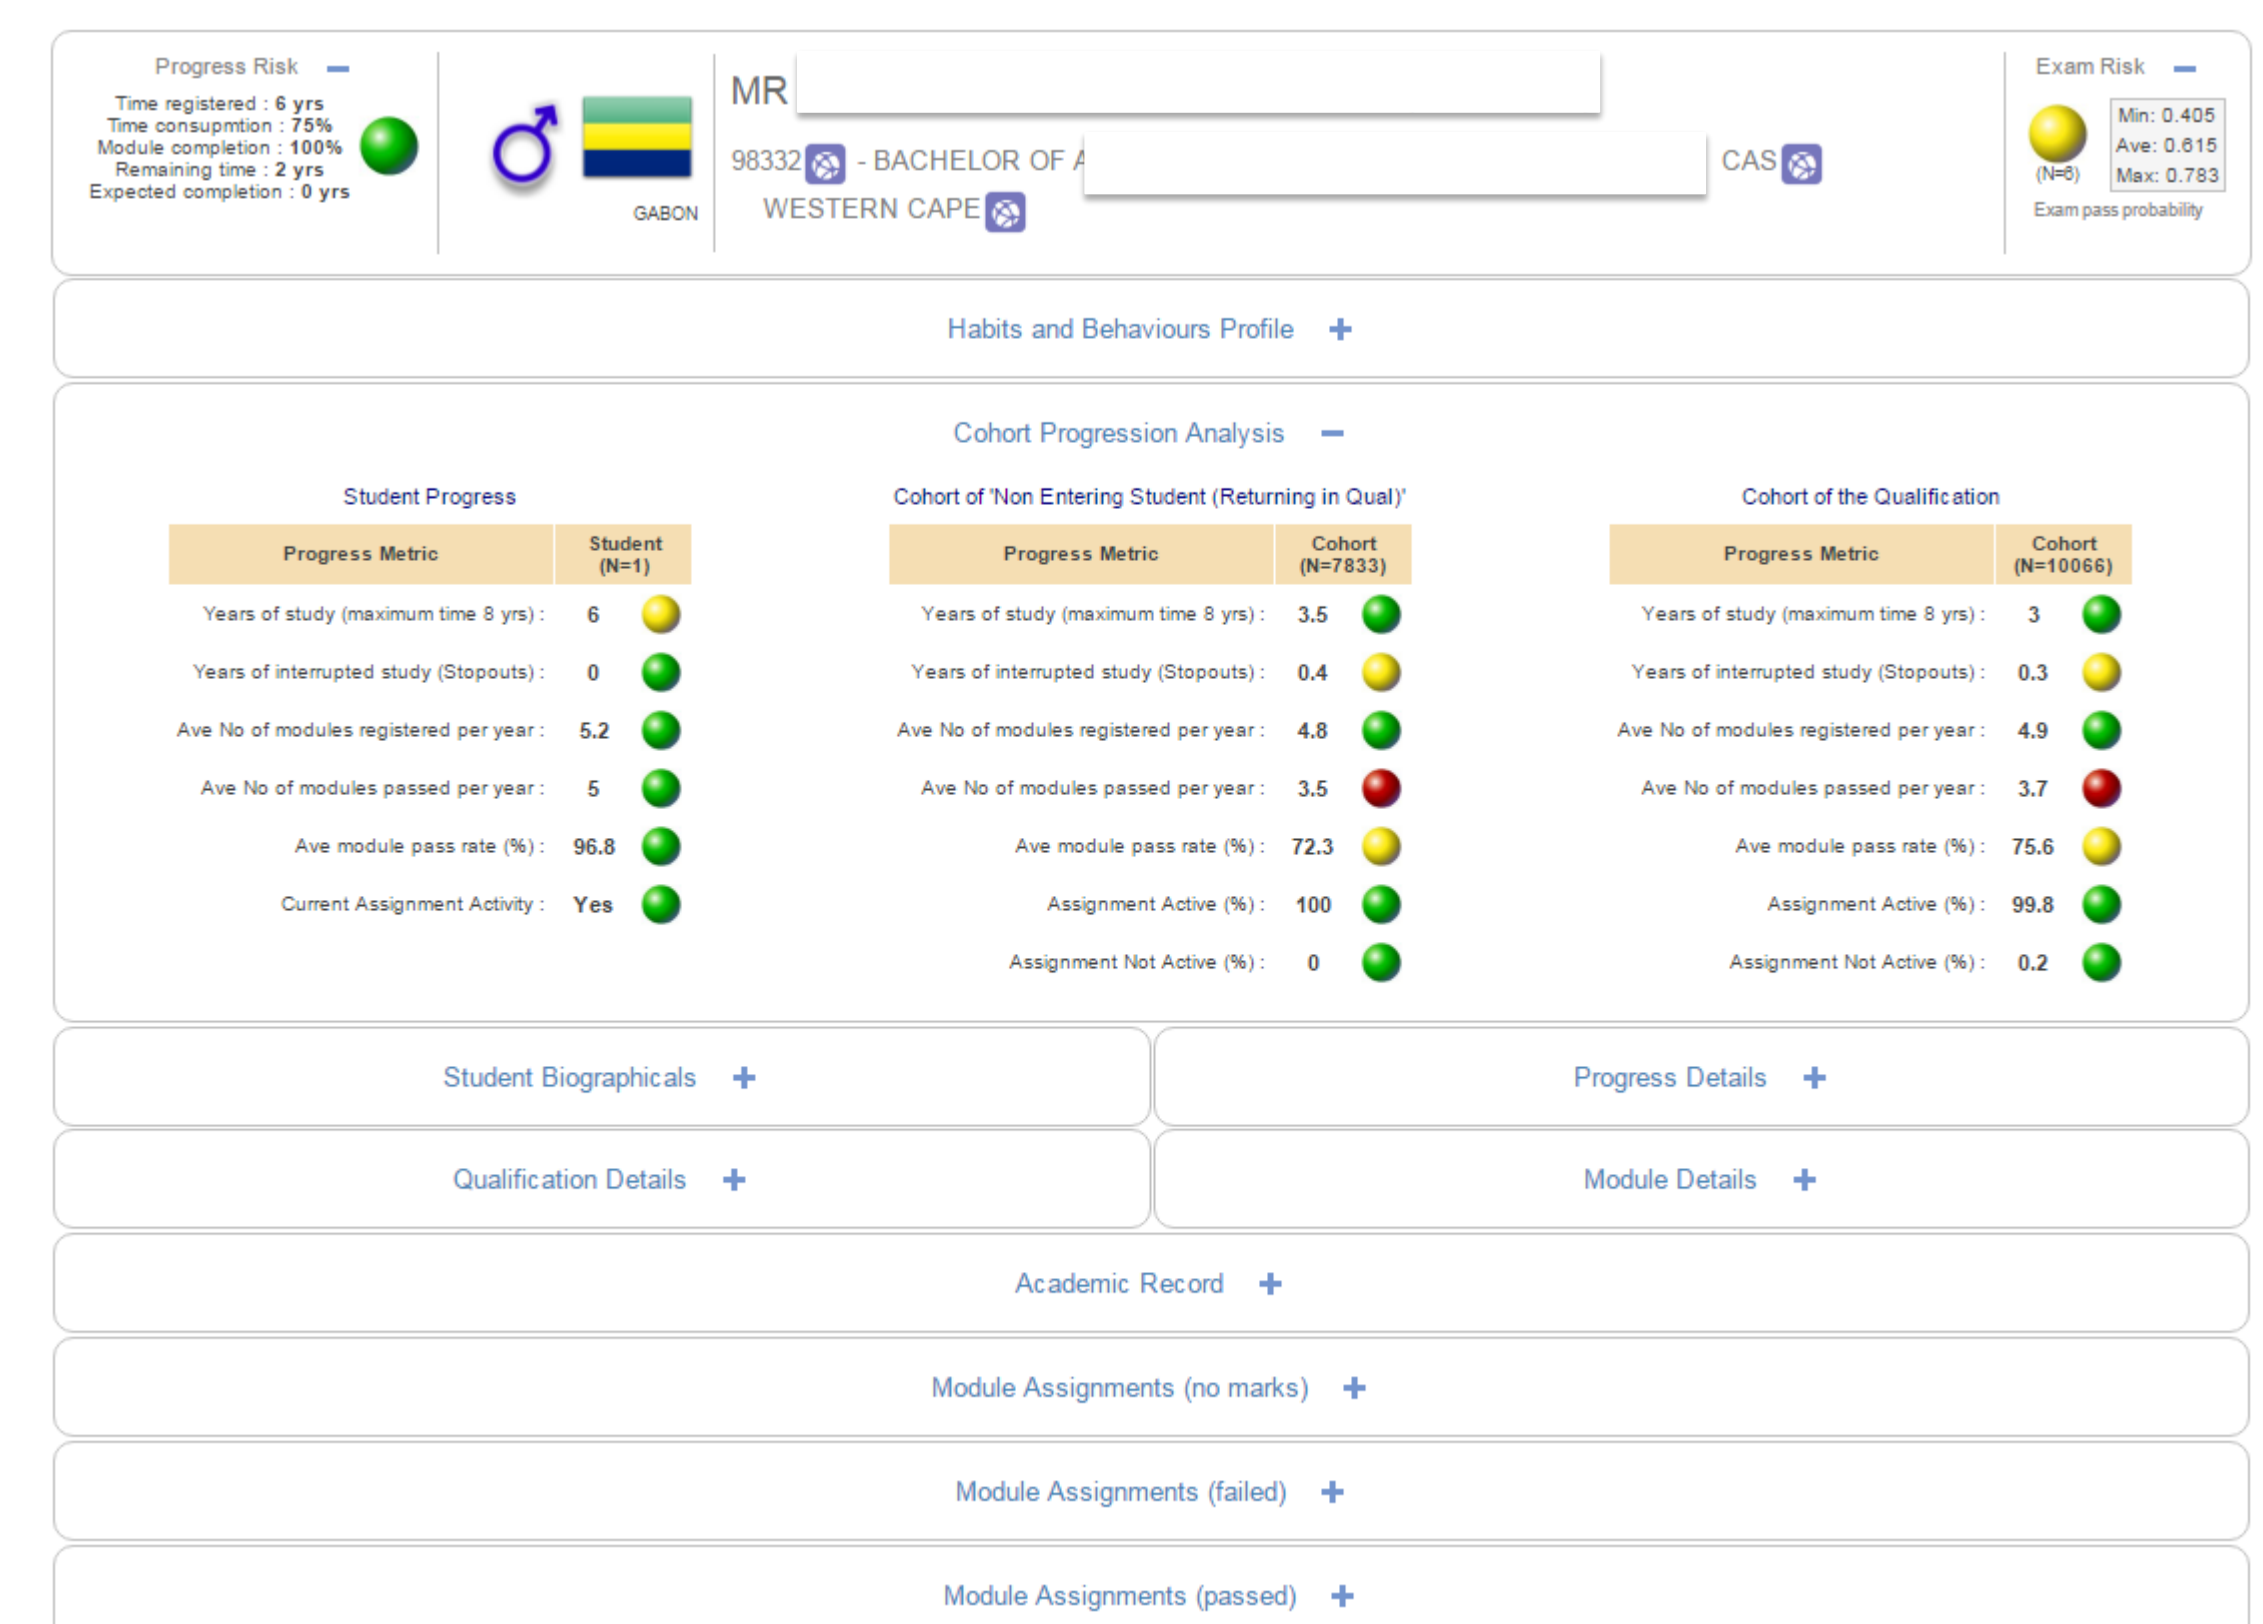 Progress Risk
Time registered : 6 yrs
Time consupmtion : 75%
Module completion : 100%
Remaining time : 2 yrs
Expected completion : 0 yrs
GABON
MR
98332 - BACHELOR OF A
CAS
WESTERN CAPE
Exam Risk
(N=6)
Min: 0.405
Ave: 0.615
Max: 0.783
Exam pass probability
Habits and Behaviours Profile
Cohort Progression Analysis
Student Progress
Progress Metric Student (N=1)
Years of study (maximum time 8 yrs) : 6
Years of interrupted study (Stopouts) : 0
Ave No of modules registered per year : 5.2
Ave No of modules passed per year : 5
Ave module pass rate (%) : 96.8
Current Assignment Activity : Yes
Cohort of 'Non Entering Student (Returning in Qual)'
Progress Metric Cohort (N=7833)
Years of study (maximum time 8 yrs) : 3.5
Years of interrupted study (Stopouts) : 0.4
Ave No of modules registered per year : 4.8
Ave No of modules passed per year : 3.5
Ave module pass rate (%) : 72.3
Assignment Active (%) : 100
Assignment Not Active (%) : 0
Cohort of the Qualification
Progress Metric Cohort (N=10066)
Years of study (maximum time 8 yrs) : 3
Years of interrupted study (Stopouts) : 0.3
Ave No of modules registered per year : 4.9
Ave No of modules passed per year : 3.7
Ave module pass rate (%) : 75.6
Assignment Active (%) : 99.8
Assignment Not Active (%) : 0.2
Student Biographicals
Progress Details
Qualification Details
Module Details
Academic Record
Module Assignments (no marks)
Module Assignments (failed)
Module Assignments (passed)